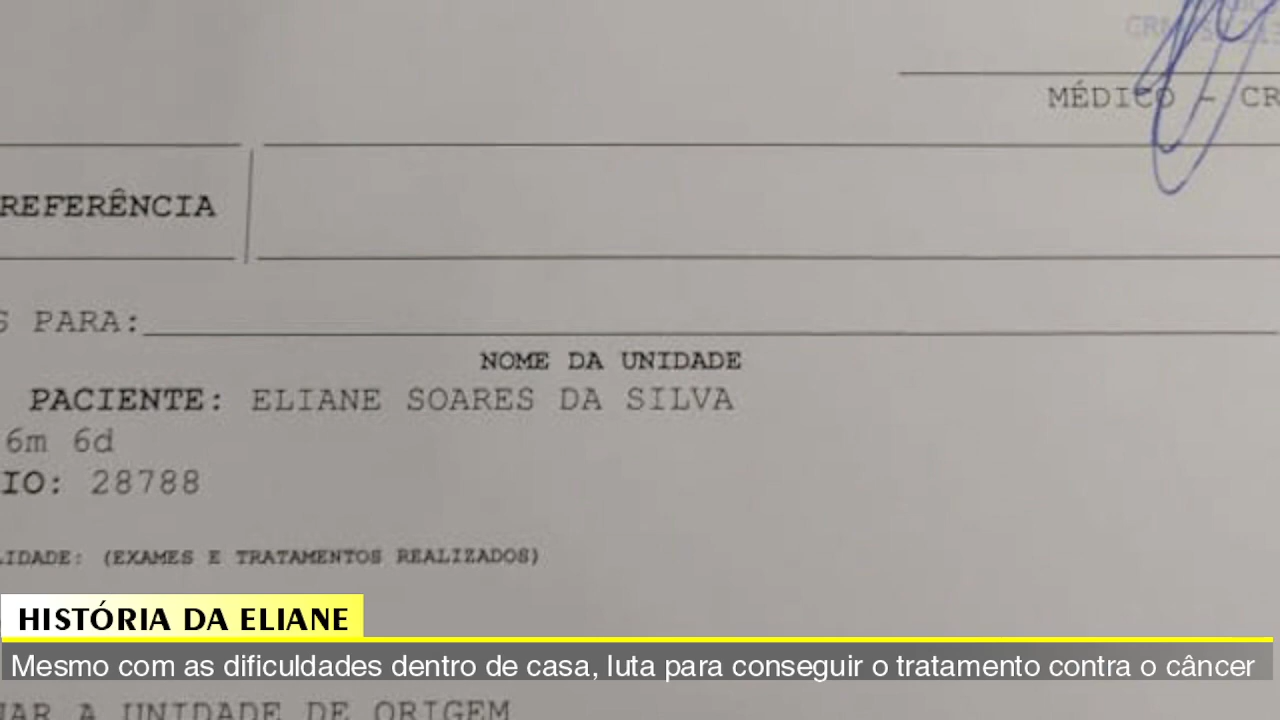 MÉDICO - CR
REFERÊNCIA
S PARA:
NOME DA UNIDADE
PACIENTE: ELIANE SOARES DA SILVA
6m 6d
IO: 28788
LIDADE: (EXAMES E TRATAMENTOS REALIZADOS)
HISTÓRIA DA ELIANE
Mesmo com as dificuldades dentro de casa, luta para conseguir o tratamento contra o câncer
NAR A UNIDADE DE ORIGEM